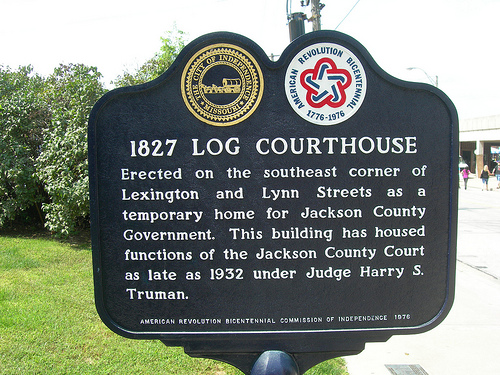 THE CITY OF INDEPENDENCE
MISSOURI
AMERICAN REVOLUTION BICENTENNIAL
1776-1976
1827 LOG COURTHOUSE
Erected on the southeast corner of
Lexington and Lynn Streets as a
temporary home for Jackson County
Government. This building has housed
functions of the Jackson County Court
as late as 1932 under Judge Harry S.
Truman.
AMERICAN REVOLUTION BICENTENNIAL COMMISSION OF INDEPENDENCE 1976